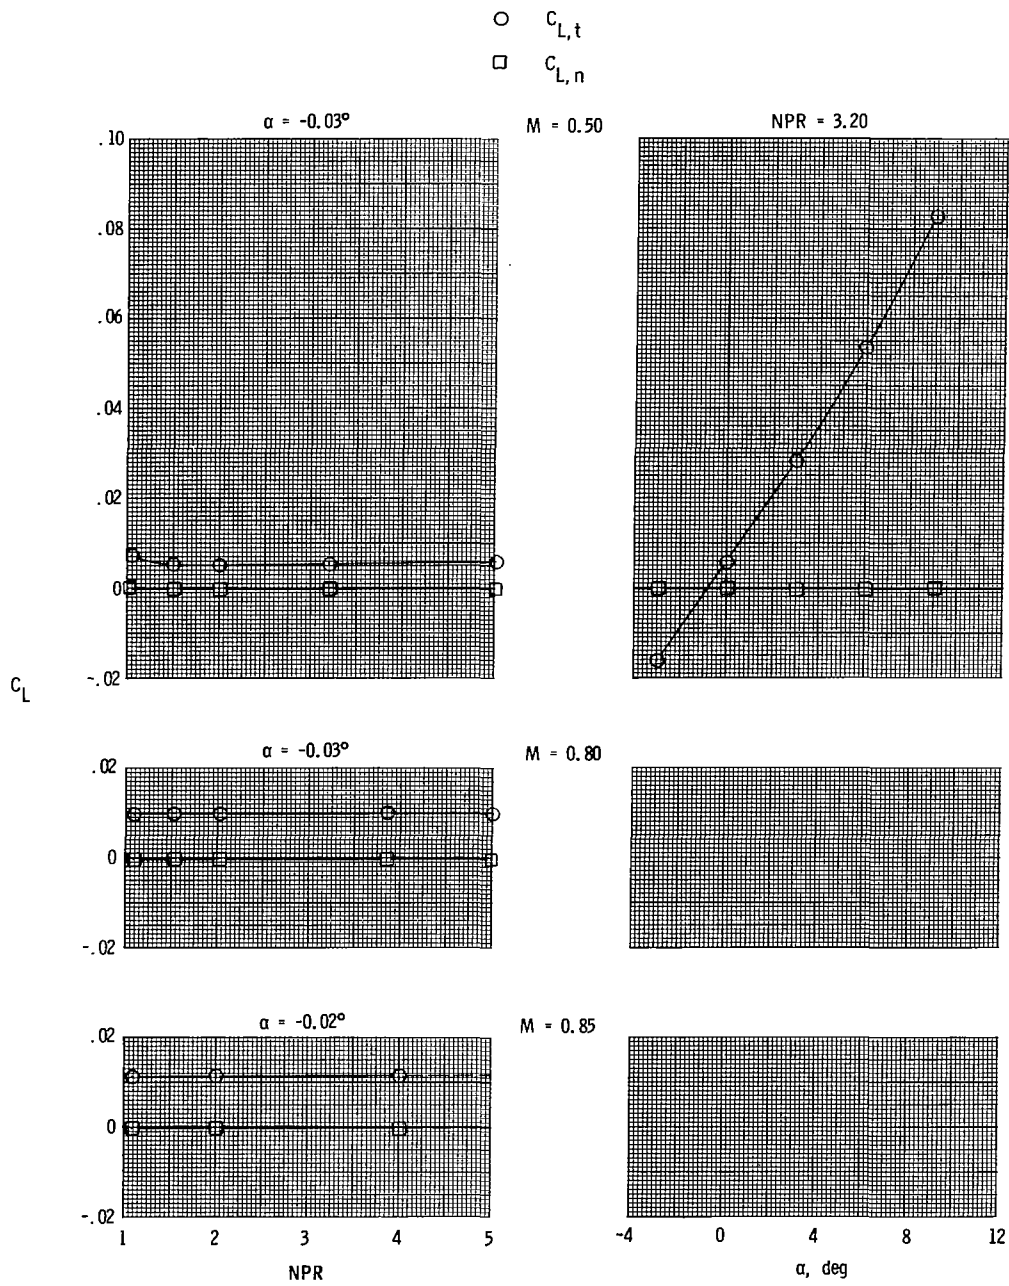 C_L,t
C_L,n
α = -0.03° M = 0.50 NPR = 3.20
.10
.08
.06
.04
.02
0
-.02
C_L
α = -0.03° M = 0.80
.02
0
-.02
α = -0.02° M = 0.85
.02
0
-.02
1 2 3 4 5 -4 0 4 8 12
NPR α, deg